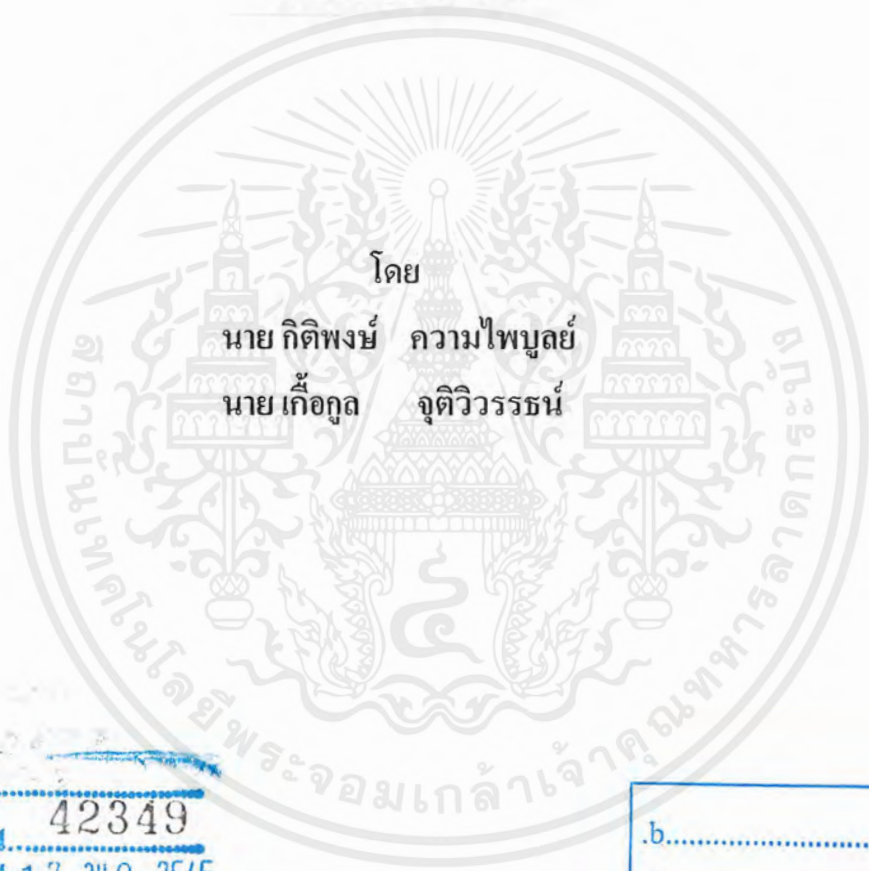 โดย
นาย กิติพงษ์ ความไพบูลย์
นาย เกื้อกูล จุติวิวรรธน์
สถาบันเทคโนโลยีพระจอมเกล้าเจ้าคุณทหารลาดกระบัง
42349
.b.